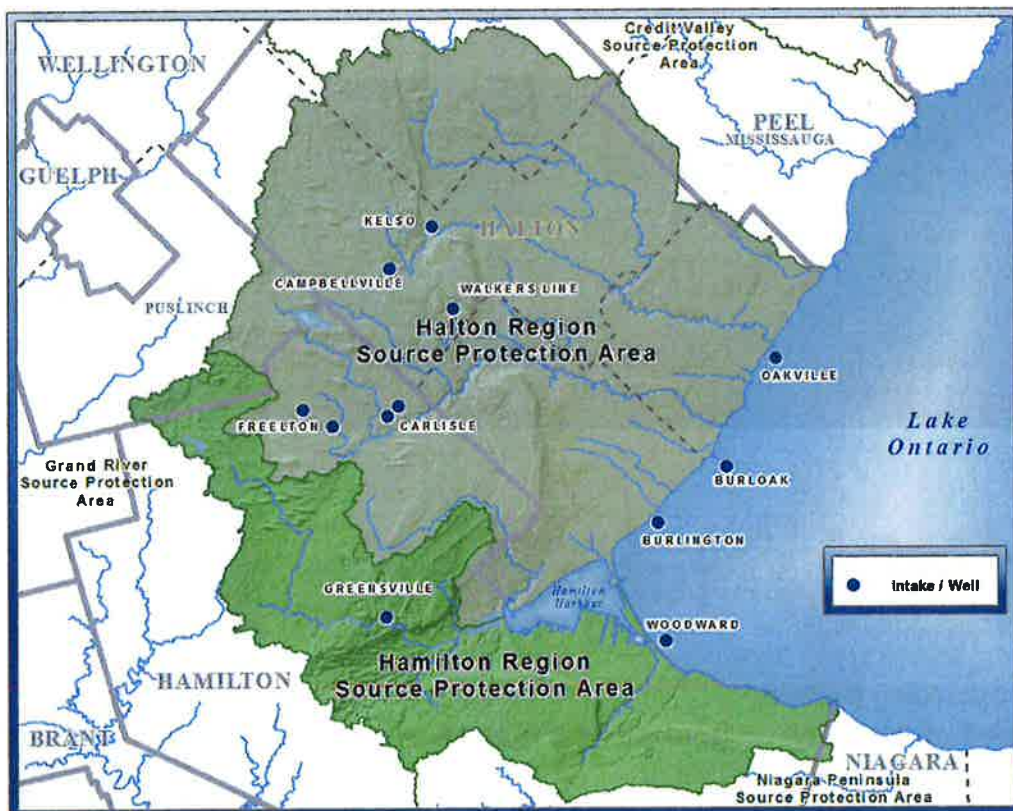 Credit Valley
Source Protection
Area
WELLINGTON
PEEL
MISSISSAUGA
GUELPH
KELSO
HALTON
CAMPBELLVILLE
WALKERS LINE
PUSLINCH
Halton Region
Source Protection Area
OAKVILLE
FREELTON
CARLISLE
Lake
Ontario
Grand River
Source Protection
Area
BURLOAK
BURLINGTON
Intake / Well
GREENSVILLE
Hamilton
Harbour
WOODWARD
Hamilton Region
Source Protection Area
HAMILTON
BRANT
NIAGARA
Niagara Peninsula
Source Protection Area